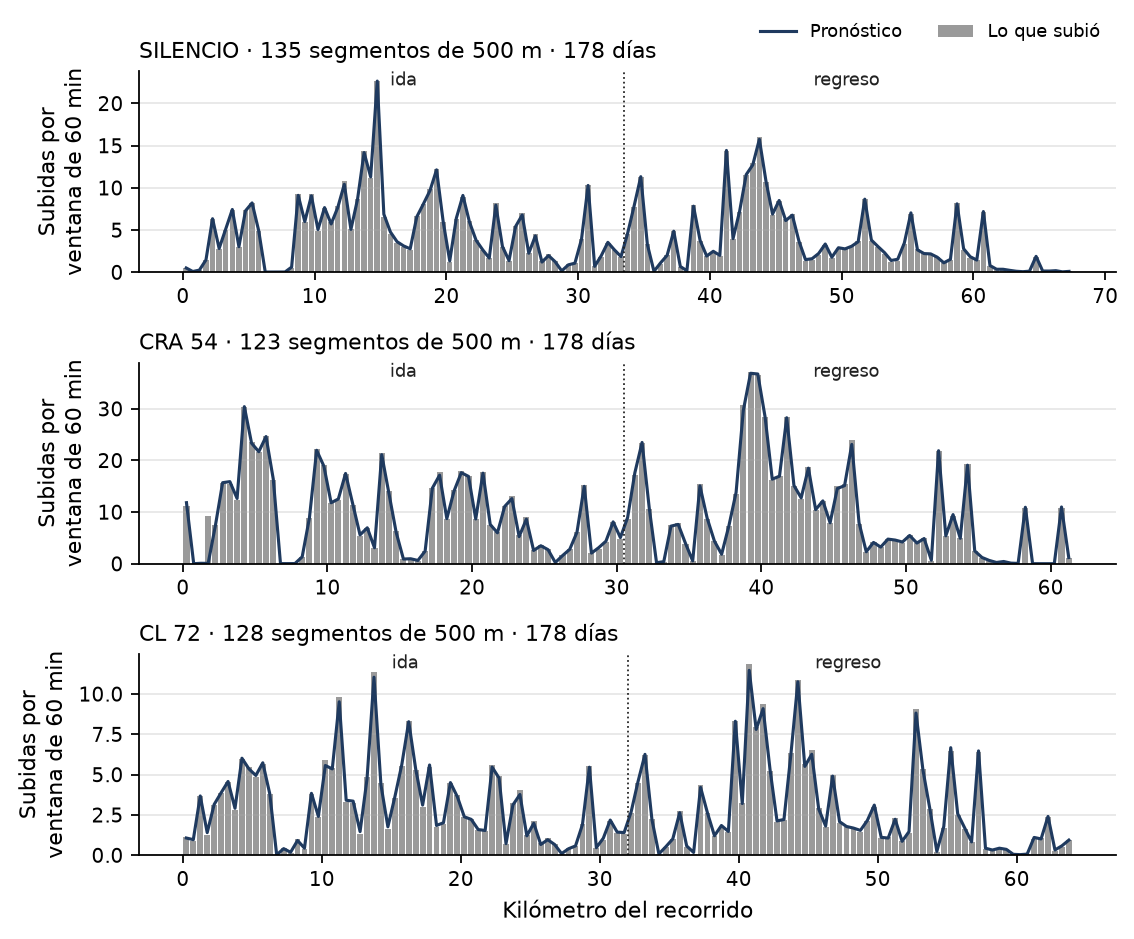 Pronóstico
Lo que subió
SILENCIO · 135 segmentos de 500 m · 178 días
ida
regreso
Subidas por
ventana de 60 min
20
15
10
5
0
0 10 20 30 40 50 60 70
CRA 54 · 123 segmentos de 500 m · 178 días
ida
regreso
Subidas por
ventana de 60 min
30
20
10
0
0 10 20 30 40 50 60
CL 72 · 128 segmentos de 500 m · 178 días
ida
regreso
Subidas por
ventana de 60 min
10.0
7.5
5.0
2.5
0.0
0 10 20 30 40 50 60
Kilómetro del recorrido